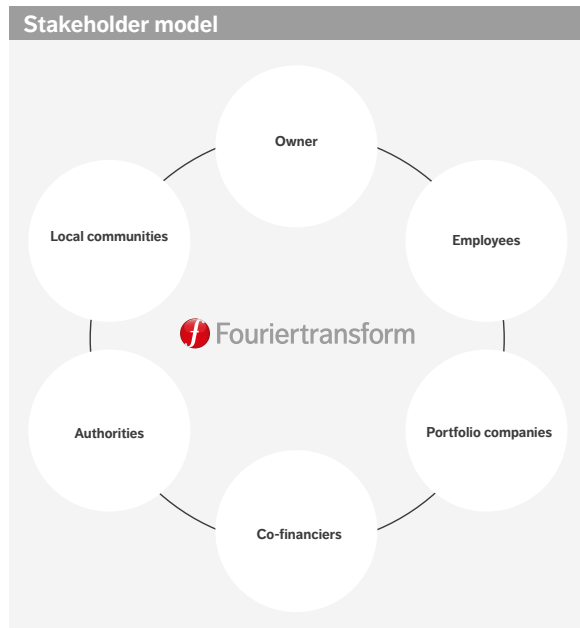 Stakeholder model
Owner
Local communities
Employees
Fouriertransform
Authorities
Portfolio companies
Co-financiers